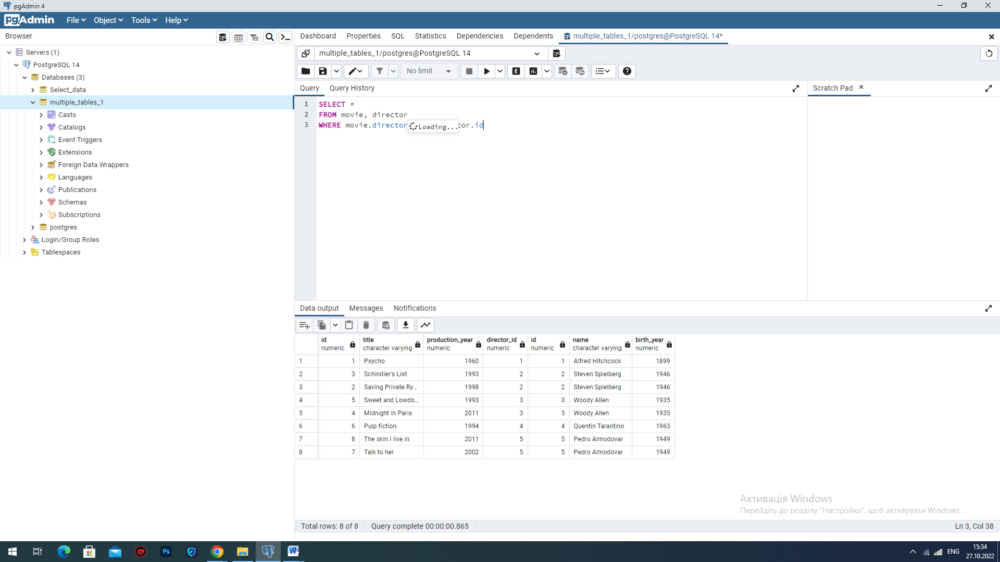 pgAdmin 4
pgAdmin File Object Tools Help
Browser
Dashboard Properties SQL Statistics Dependencies Dependents multiple_tables_1/postgres@PostgreSQL 14*
Servers (1)
PostgreSQL 14
Databases (3)
Select_data
multiple_tables_1
Casts
Catalogs
Event Triggers
Extensions
Foreign Data Wrappers
Languages
Publications
Schemas
Subscriptions
postgres
Login/Group Roles
Tablespaces
multiple_tables_1/postgres@PostgreSQL 14
No limit
E
Query Query History
Scratch Pad
1 SELECT *
2 FROM movie, director
3 WHERE movie.director Loading... tor.id
Data output Messages Notifications
id title production_year director_id id name birth_year
numeric character varying numeric numeric numeric character varying numeric
1 1 Psycho 1960 1 1 Alfred Hitchcock 1899
2 3 Schindler's List 1993 2 2 Steven Spielberg 1946
3 2 Saving Private Ry... 1998 2 2 Steven Spielberg 1946
4 5 Sweet and Lowdo... 1993 3 3 Woody Allen 1935
5 4 Midnight in Paris 2011 3 3 Woody Allen 1935
6 6 Pulp fiction 1994 4 4 Quentin Tarantino 1963
7 8 The skin I live in 2011 5 5 Pedro Almodovar 1949
8 7 Talk to her 2002 5 5 Pedro Almodovar 1949
Активація Windows
Перейдіть до розділу "Настройки", щоб активувати Windows.
Total rows: 8 of 8 Query complete 00:00:00.865 Ln 3, Col 38
Ps
W
ENG
15:34
27.10.2022